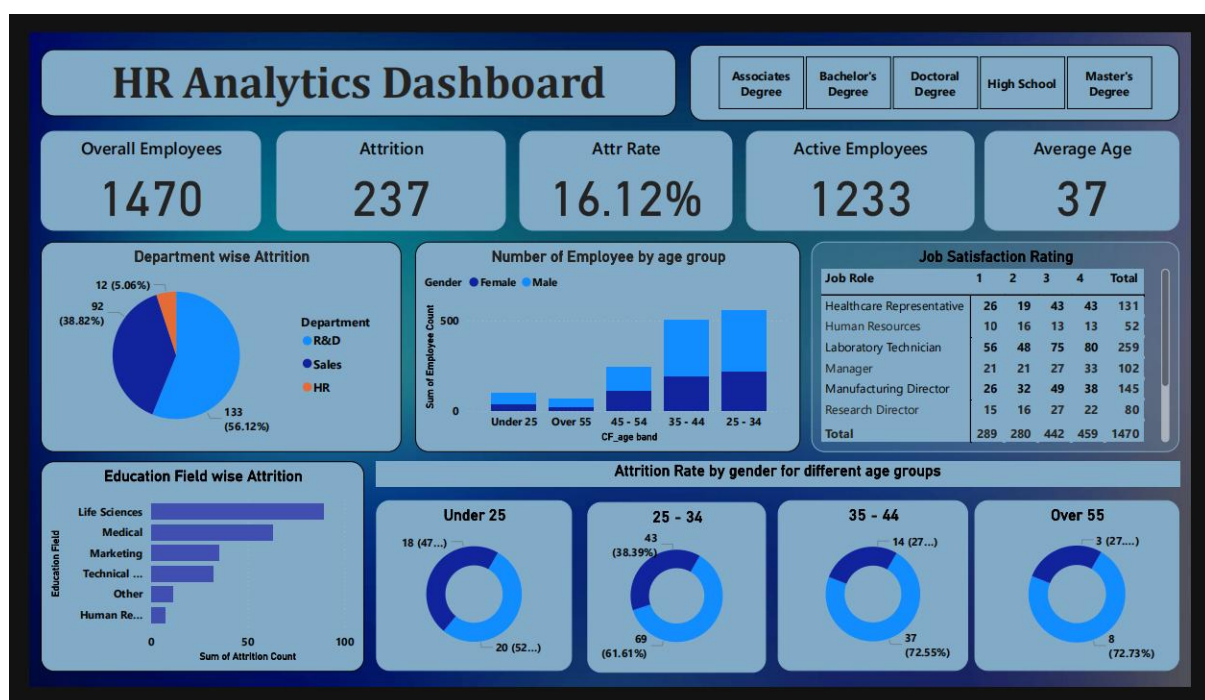 HR Analytics Dashboard
Associates
Degree
Bachelor's
Degree
Doctoral
Degree
High School
Master's
Degree
Overall Employees
1470
Attrition
237
Attr Rate
16.12%
Active Employees
1233
Average Age
37
Department wise Attrition
12 (5.06%)
92
(38.82%)
133
(56.12%)
Department
R&D
Sales
HR
Number of Employee by age group
Gender Female Male
Sum of Employee Count
500
0
Under 25 Over 55 45 - 54 35 - 44 25 - 34
CF_age band
Job Satisfaction Rating
Job Role 1 2 3 4 Total
Healthcare Representative 26 19 43 43 131
Human Resources 10 16 13 13 52
Laboratory Technician 56 48 75 80 259
Manager 21 21 27 33 102
Manufacturing Director 26 32 49 38 145
Research Director 15 16 27 22 80
Total 289 280 442 459 1470
Education Field wise Attrition
Education Field
Life Sciences
Medical
Marketing
Technical ...
Other
Human Re...
0 50 100
Sum of Attrition Count
Attrition Rate by gender for different age groups
Under 25
18 (47...)
20 (52...)
25 - 34
43
(38.39%)
69
(61.61%)
35 - 44
14 (27...)
37
(72.55%)
Over 55
3 (27....)
8
(72.73%)